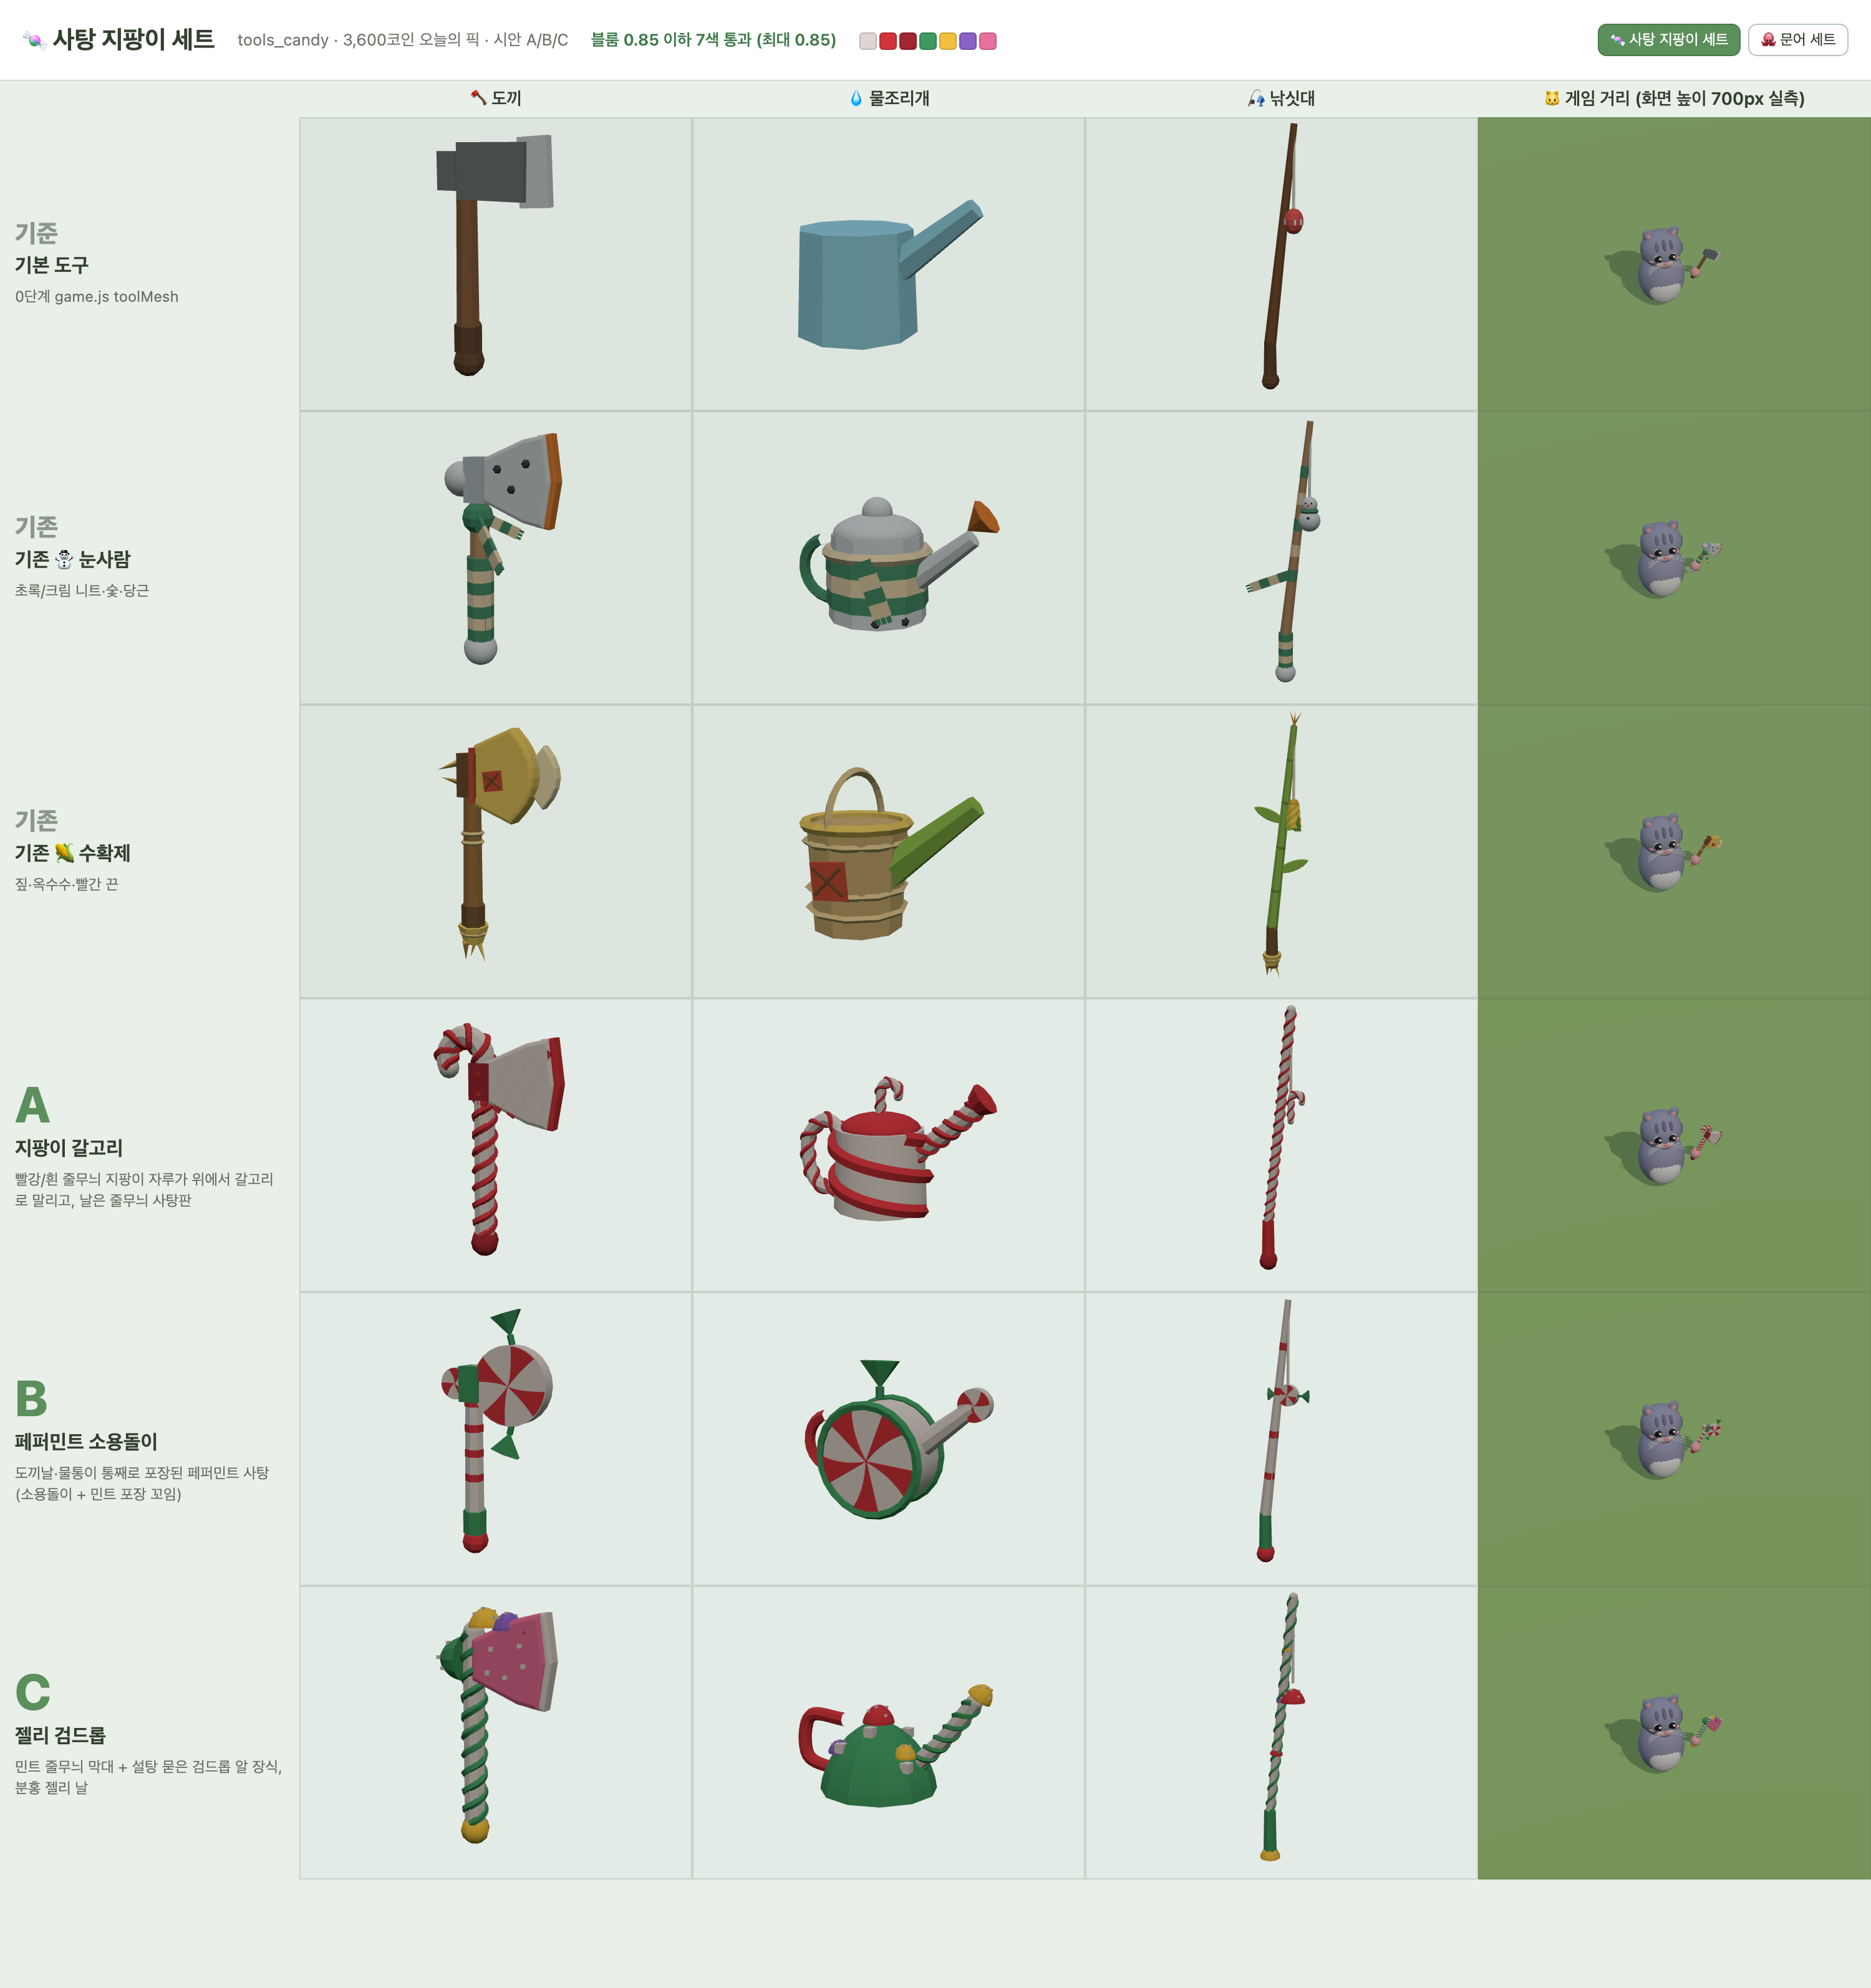 🍬 사탕 지팡이 세트
tools_candy · 3,600코인 오늘의 픽 · 시안 A/B/C
블룸 0.85 이하 7색 통과 (최대 0.85)
🍬 사탕 지팡이 세트
🐙 문어 세트
🪓 도끼
💧 물조리개
🎣 낚싯대
🐱 게임 거리 (화면 높이 700px 실측)
기준
기본 도구
0단계 game.js toolMesh
기존
기존 ⛄ 눈사람
초록/크림 니트·숯·당근
기존
기존 🌽 수확제
짚·옥수수·빨간 끈
A
지팡이 갈고리
빨강/흰 줄무늬 지팡이 자루가 위에서 갈고리
로 말리고, 날은 줄무늬 사탕판
B
페퍼민트 소용돌이
도끼날·물통이 통째로 포장된 페퍼민트 사탕
(소용돌이 + 민트 포장 꼬임)
C
젤리 검드롭
민트 줄무늬 막대 + 설탕 묻은 검드롭 알 장식,
분홍 젤리 날